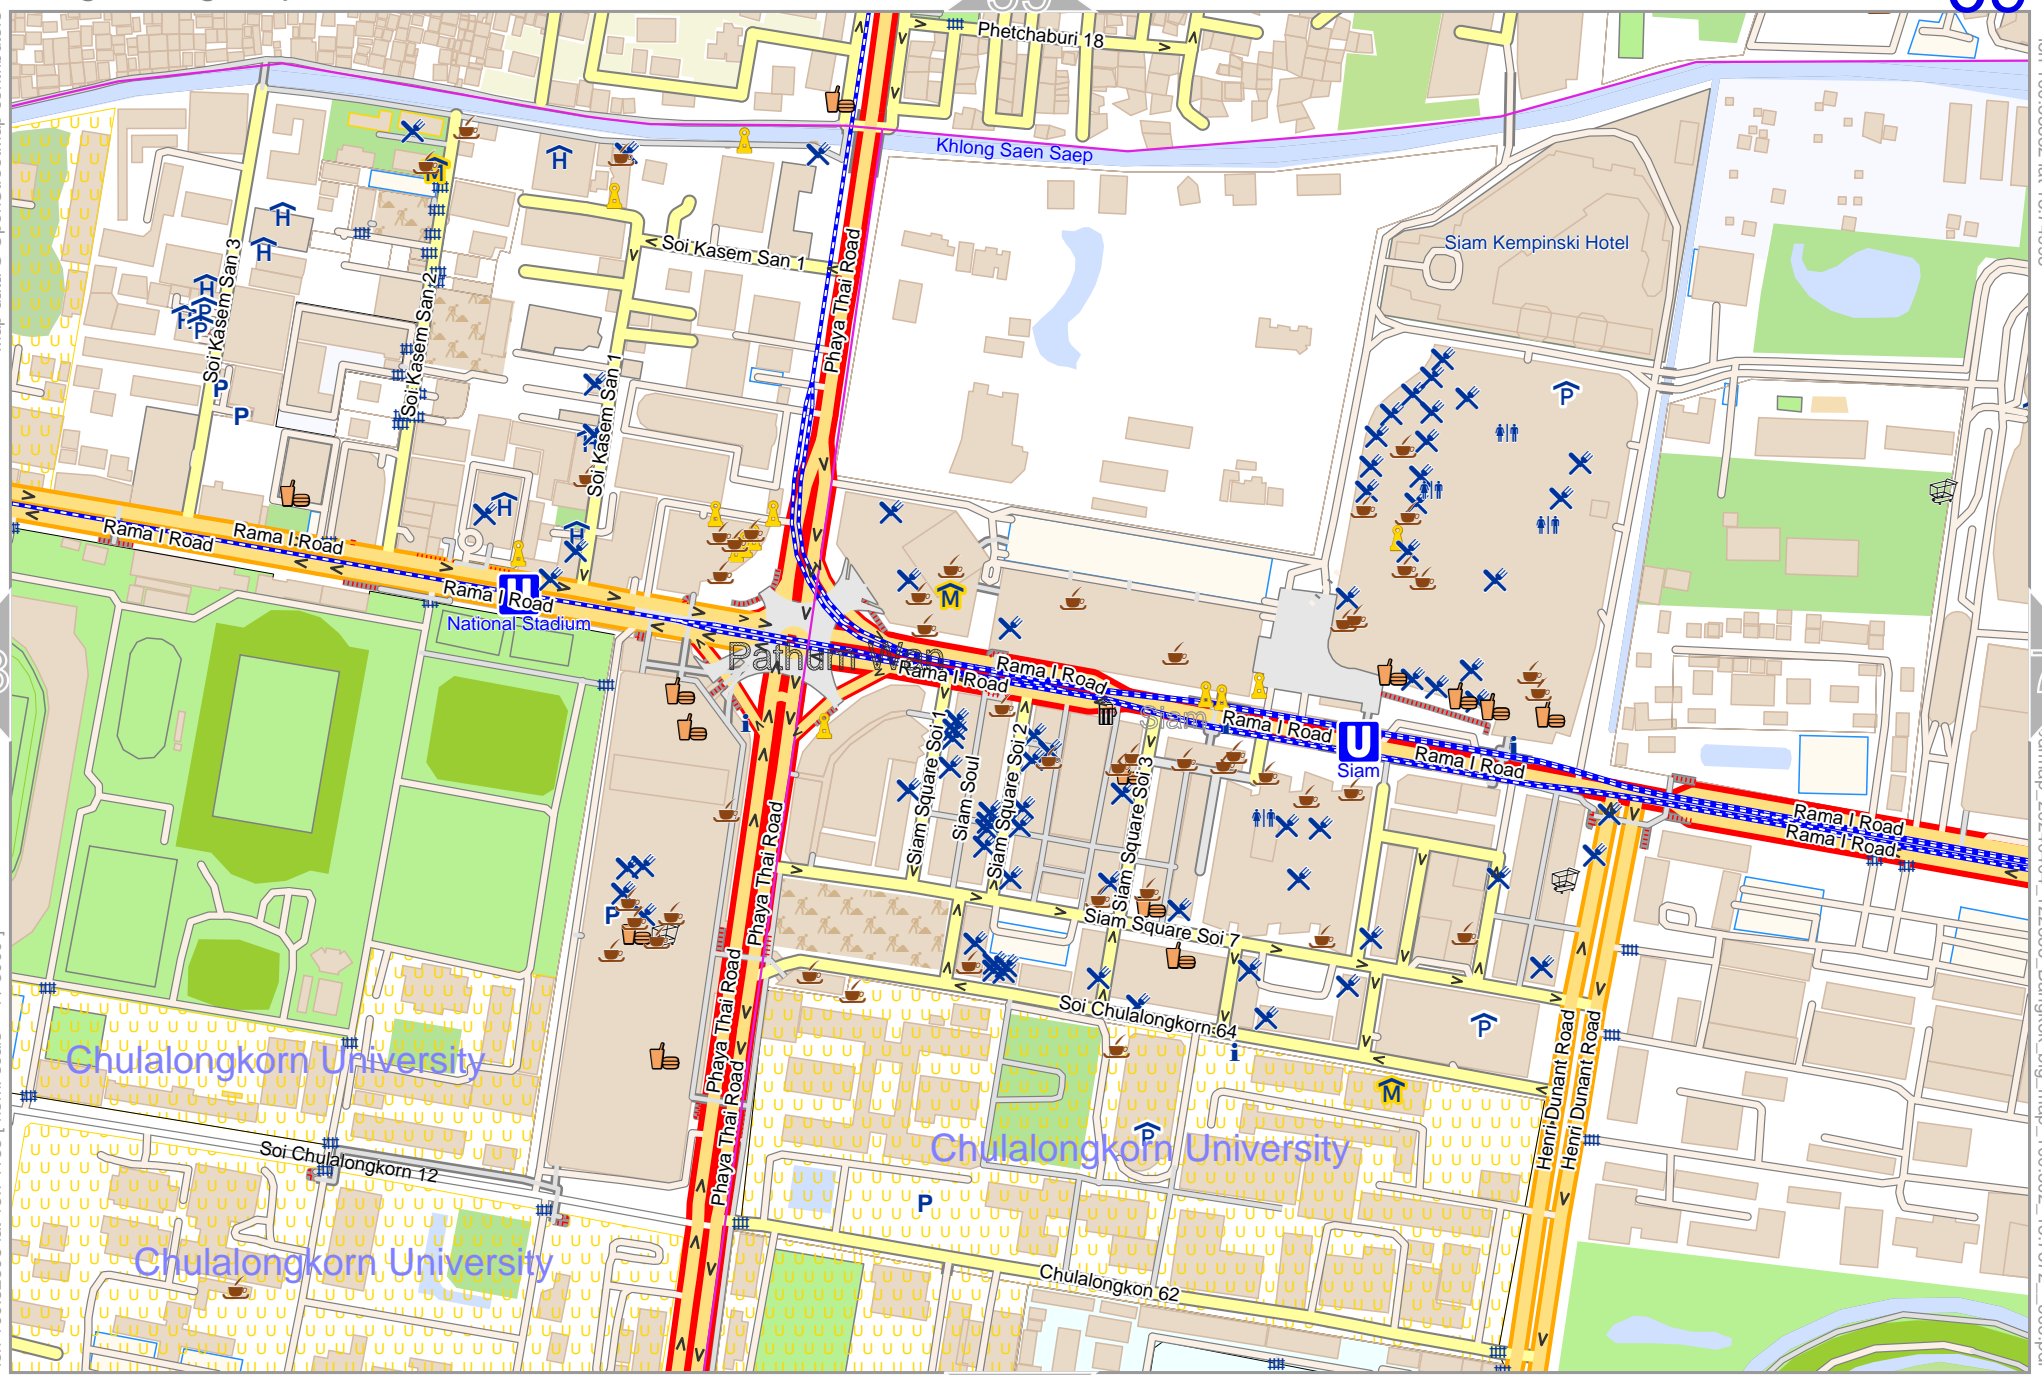 Phetchaburi 18
Khlong Saen Saep
Siam Kempinski Hotel
Soi Kasem San 3
Soi Kasem San 2
Soi Kasem San 1
Soi Kasem San 1
Phaya Thai Road
H
H
H
H
H
H
M
P
P
P
P
P
Rama I Road
Rama I Road
Rama I Road
U
National Stadium
M
Pathum Wan
Rama I Road
Rama I Road
Siam
Rama I Road
U
Siam
Rama I Road
Rama I Road
Rama I Road
Siam Square Soi 1
Siam Soul
Siam Square Soi 2
Siam Square Soi 3
Phaya Thai Road
P
Siam Square Soi 7
Phaya Thai Road
Soi Chulalongkorn 64
P
Chulalongkorn University
M
Henri Dunant Road
Henri Dunant Road
Phaya Thai Road
Chulalongkorn University
P
Soi Chulalongkorn 12
P
Chulalongkorn University
Chulalongkon 62